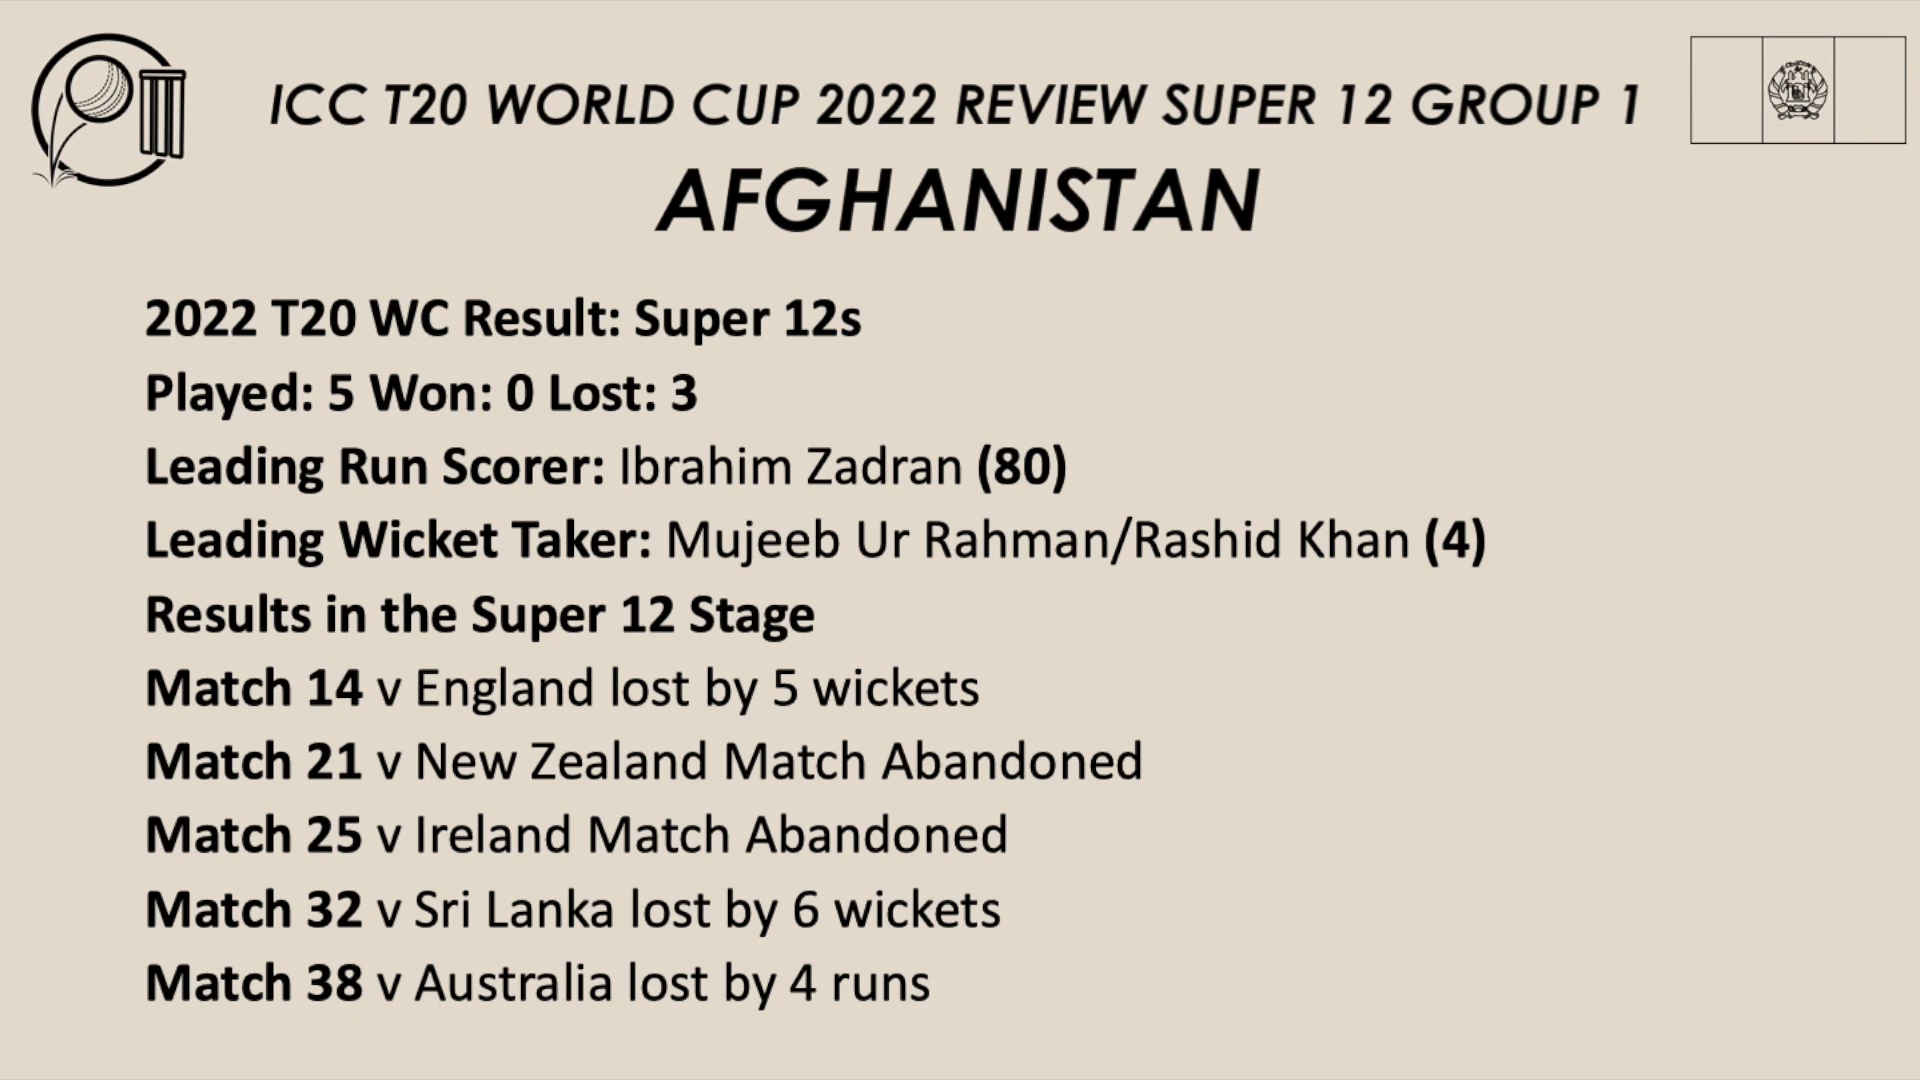 ICC T20 WORLD CUP 2022 REVIEW SUPER 12 GROUP 1
AFGHANISTAN
2022 T20 WC Result: Super 12s
Played: 5 Won: 0 Lost: 3
Leading Run Scorer: Ibrahim Zadran (80)
Leading Wicket Taker: Mujeeb Ur Rahman/Rashid Khan (4)
Results in the Super 12 Stage
Match 14 v England lost by 5 wickets
Match 21 v New Zealand Match Abandoned
Match 25 v Ireland Match Abandoned
Match 32 v Sri Lanka lost by 6 wickets
Match 38 v Australia lost by 4 runs